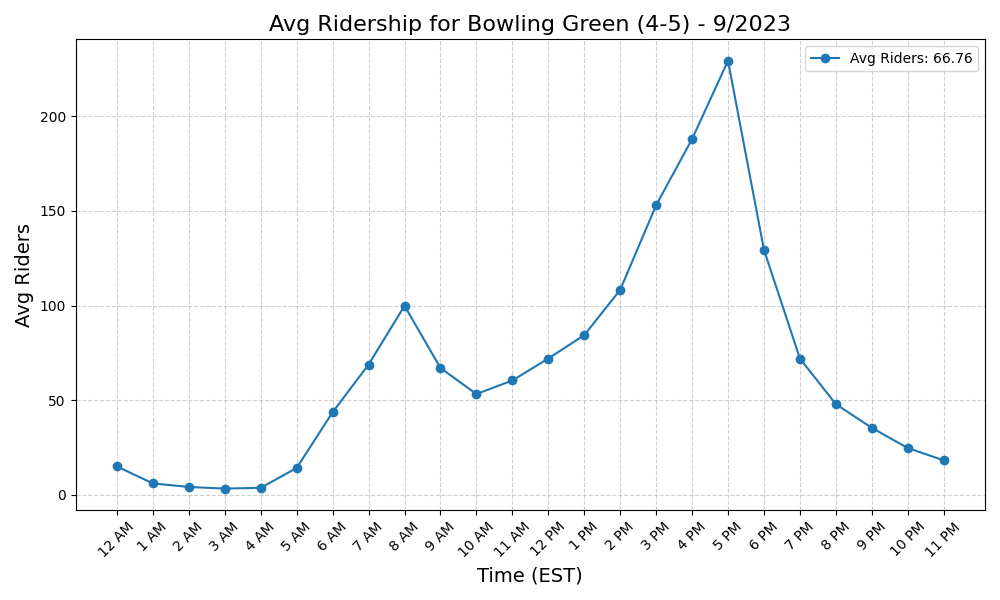 Avg Ridership for Bowling Green (4-5) - 9/2023
Avg Riders: 66.76
Avg Riders
200
150
100
50
0
12 AM
1 AM
2 AM
3 AM
4 AM
5 AM
6 AM
7 AM
8 AM
9 AM
10 AM
11 AM
12 PM
1 PM
2 PM
3 PM
4 PM
5 PM
6 PM
7 PM
8 PM
9 PM
10 PM
11 PM
Time (EST)